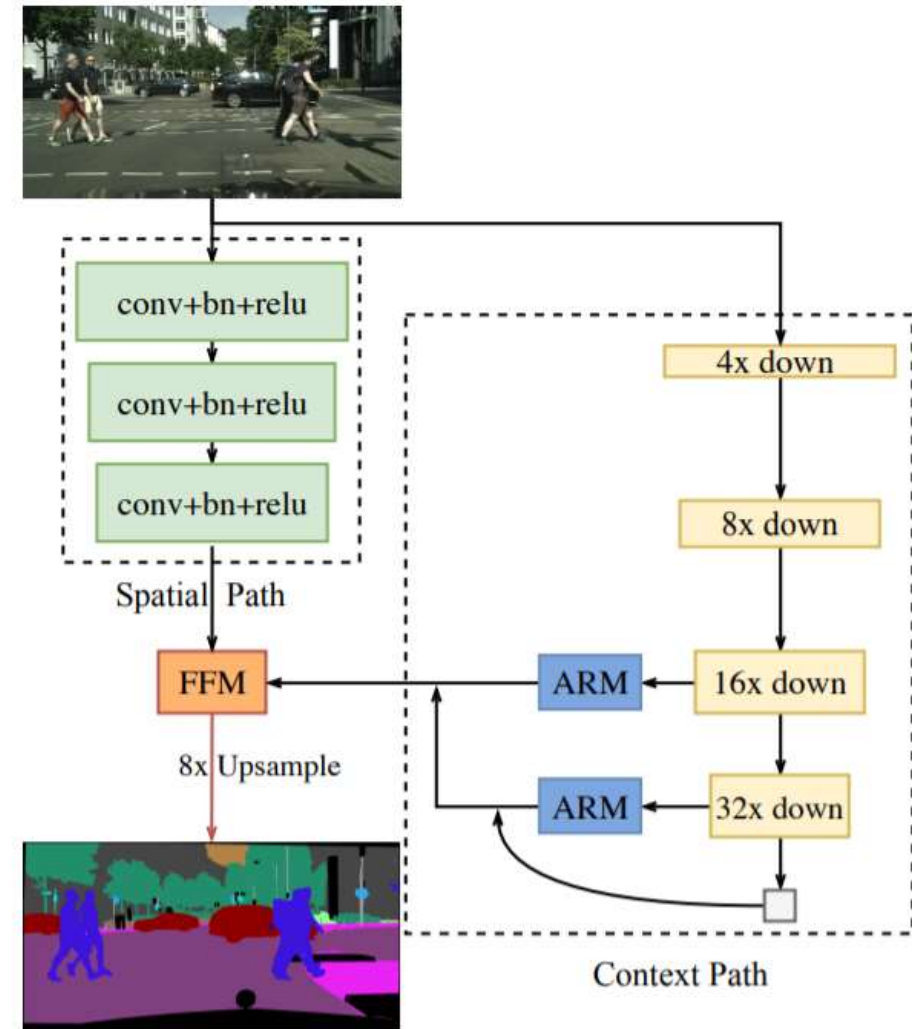 conv+bn+relu
conv+bn+relu
conv+bn+relu
Spatial Path
FFM
8x Upsample
4x down
8x down
ARM
16x down
ARM
32x down
Context Path